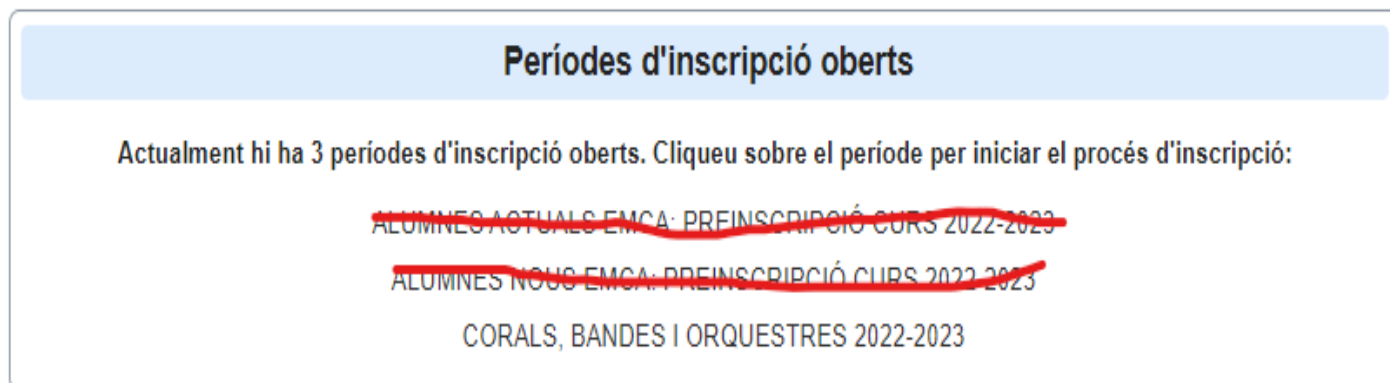 Períodes d'inscripció oberts
Actualment hi ha 3 períodes d'inscripció oberts. Cliqueu sobre el període per iniciar el procés d'inscripció:
ALUMNES ACTUALS EMCA: PREINSCRIPCIÓ CURS 2022-2023
ALUMNES NOUS EMCA: PREINSCRIPCIÓ CURS 2022-2023
CORALS, BANDES I ORQUESTRES 2022-2023